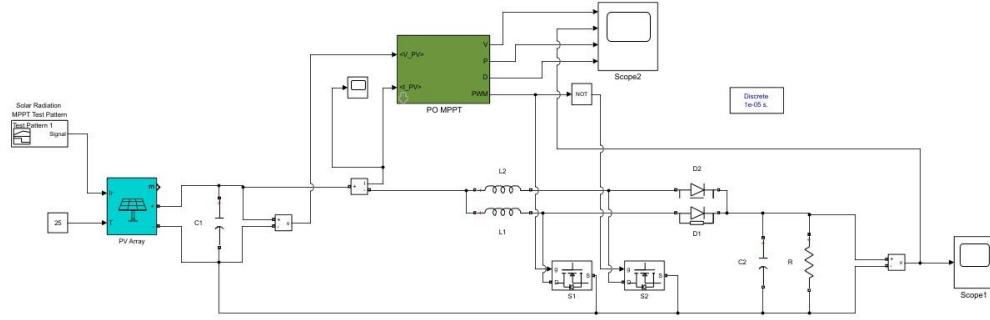 V
<V_PV>
P
D
<I_PV>
PWM
PO MPPT
Scope2
NOT
Discrete
1e-05 s.
Solar Radiation
MPPT Test Pattern
Test Pattern 1
Signal
Ir
m
+
T
-
25
PV Array
C1
+
-
v
+
i
-
L2
L1
D2
D1
g
D
S
S1
g
D
S
S2
C2
R
+
-
v
Scope1